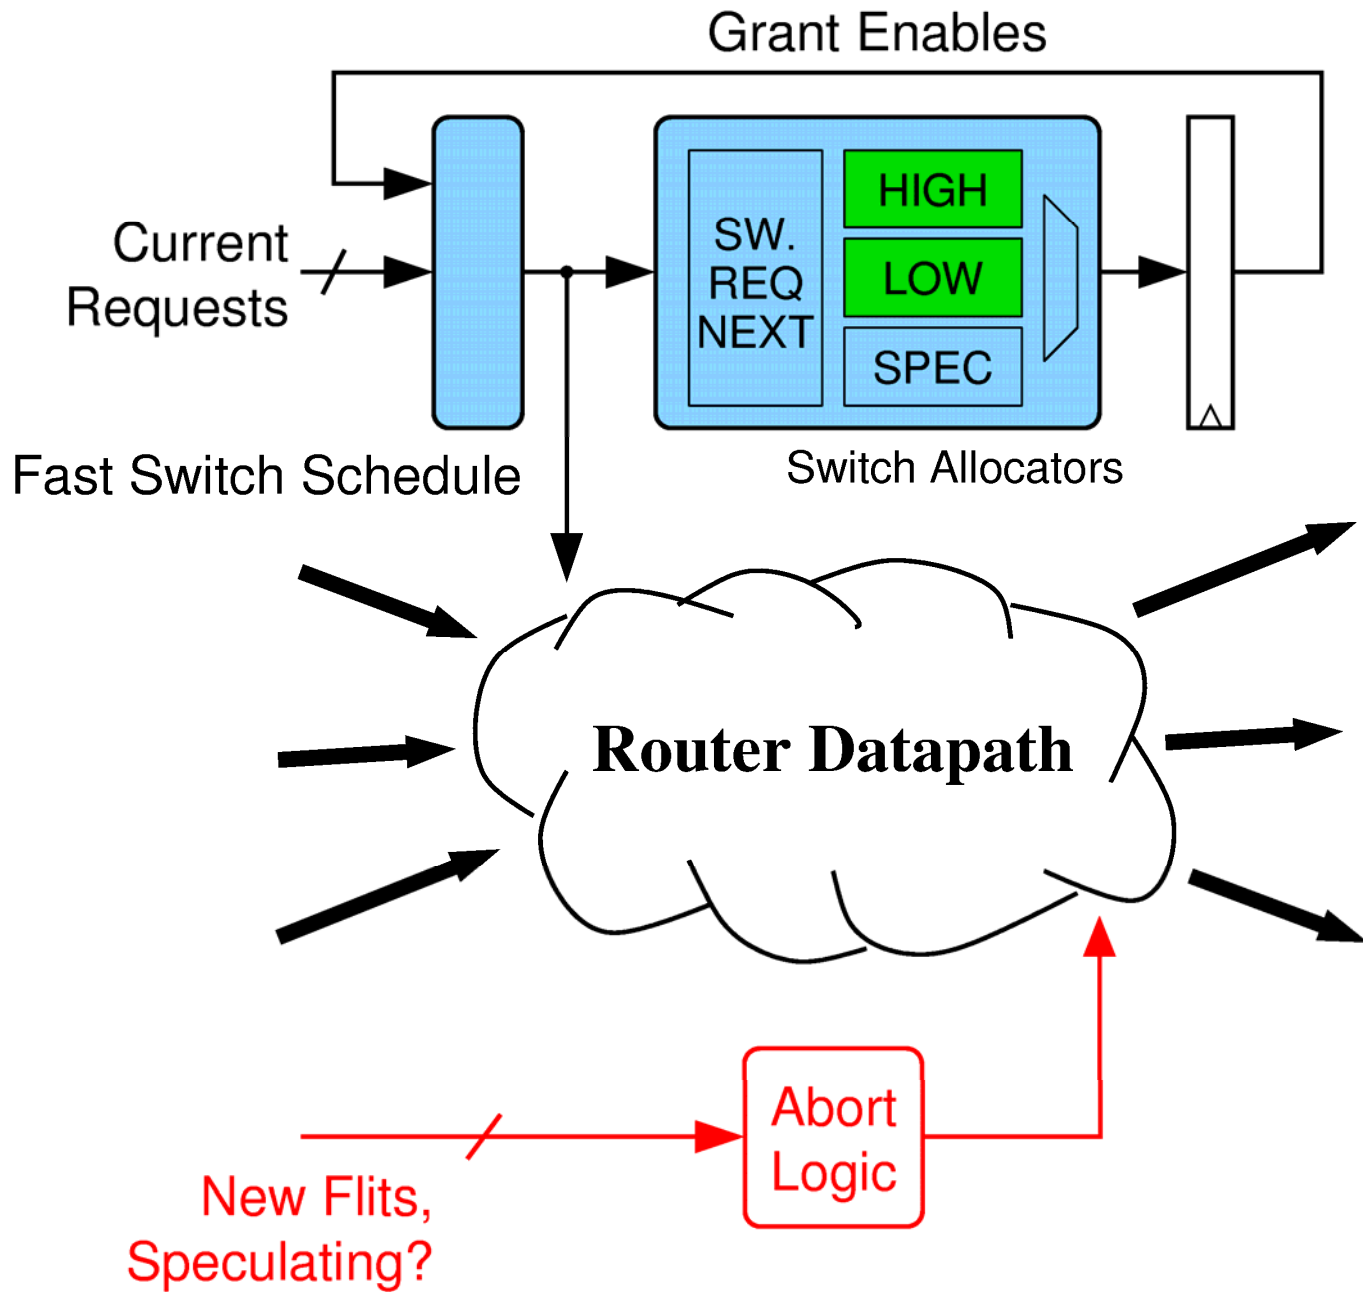 Grant Enables
Current
Requests
SW.
REQ
NEXT
HIGH
LOW
SPEC
Fast Switch Schedule
Switch Allocators
Router Datapath
Abort
Logic
New Flits,
Speculating?